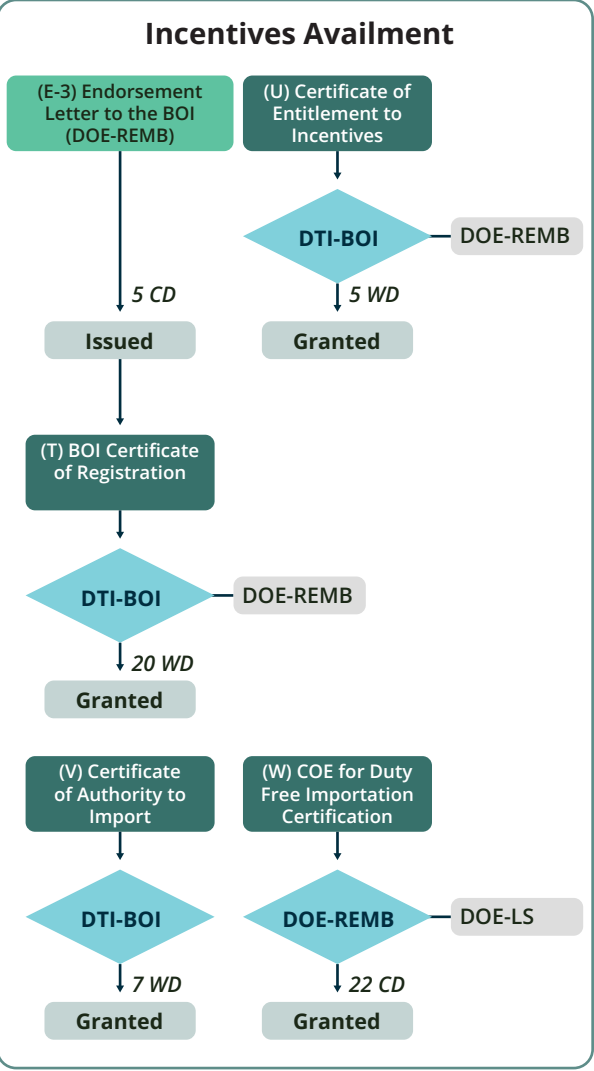 Incentives Availment
(E-3) Endorsement
Letter to the BOI
(DOE-REMB)
5 CD
Issued
(T) BOI Certificate
of Registration
DTI-BOI
DOE-REMB
20 WD
Granted
(U) Certificate of
Entitlement to
Incentives
DTI-BOI
DOE-REMB
5 WD
Granted
(V) Certificate
of Authority to
Import
DTI-BOI
7 WD
Granted
(W) COE for Duty
Free Importation
Certification
DOE-REMB
DOE-LS
22 CD
Granted